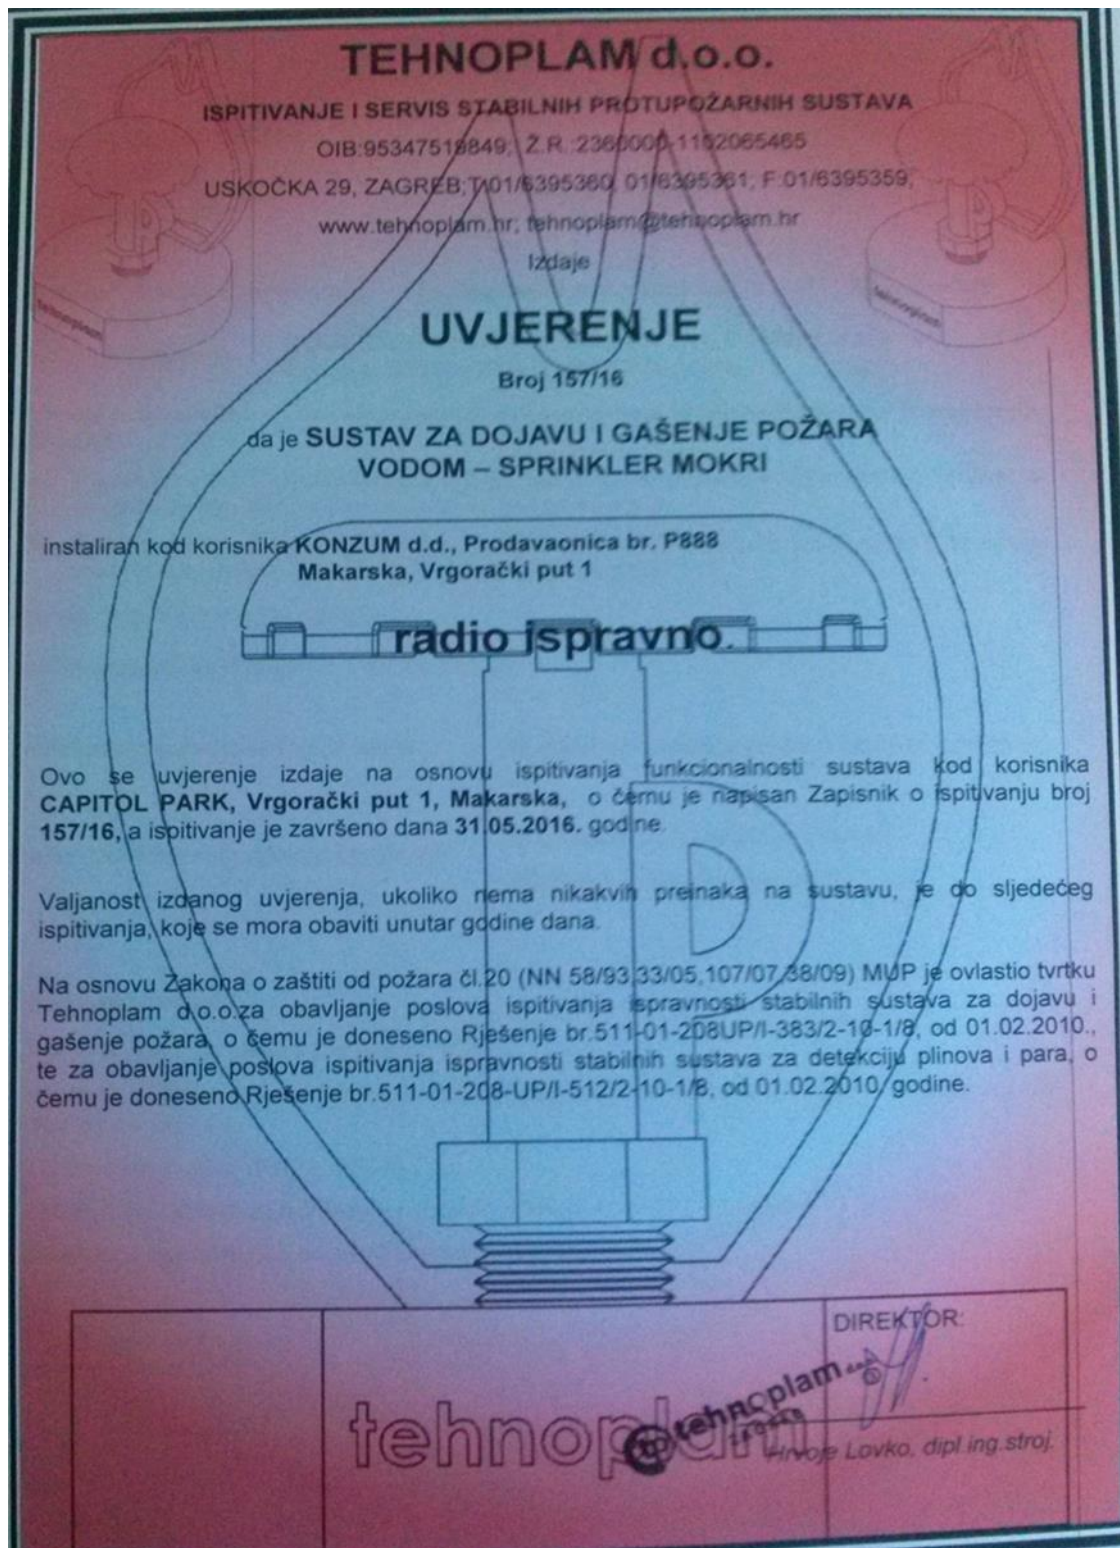 TEHNOPLAM d.o.o.
ISPITIVANJE I SERVIS STABILNIH PROTUPOŽARNIH SUSTAVA
OIB:95347519849; Ž.R.:2360000-1102065465
USKOČKA 29, ZAGREB;T:01/6395360, 01/6395361; F:01/6395359;
www.tehnoplam.hr; tehnoplam@tehnoplam.hr
Izdaje
tehnoplam
tehnoplam
UVJERENJE
Broj 157/16
da je SUSTAV ZA DOJAVU I GAŠENJE POŽARA
VODOM – SPRINKLER MOKRI
instaliran kod korisnika KONZUM d.d., Prodavaonica br. P888
Makarska, Vrgorački put 1
radio ispravno.
Ovo se uvjerenje izdaje na osnovu ispitivanja funkcionalnosti sustava kod korisnika
CAPITOL PARK, Vrgorački put 1, Makarska, o čemu je napisan Zapisnik o ispitivanju broj
157/16, a ispitivanje je završeno dana 31.05.2016. godine.
Valjanost izdanog uvjerenja, ukoliko nema nikakvih preinaka na sustavu, je do sljedećeg
ispitivanja, koje se mora obaviti unutar godine dana.
Na osnovu Zakona o zaštiti od požara čl.20 (NN 58/93,33/05,107/07,38/09) MUP je ovlastio tvrtku
Tehnoplam d.o.o.za obavljanje poslova ispitivanja ispravnosti stabilnih sustava za dojavu i
gašenje požara, o čemu je doneseno Rješenje br.511-01-208UP/I-383/2-10-1/8, od 01.02.2010.,
te za obavljanje poslova ispitivanja ispravnosti stabilnih sustava za detekciju plinova i para, o
čemu je doneseno Rješenje br.511-01-208-UP/I-512/2-10-1/8, od 01.02.2010. godine.
DIREKTOR:
tehnoplam d.o.o.
ZAGREB
tehnoplam
Hrvoje Lovko, dipl.ing.stroj.